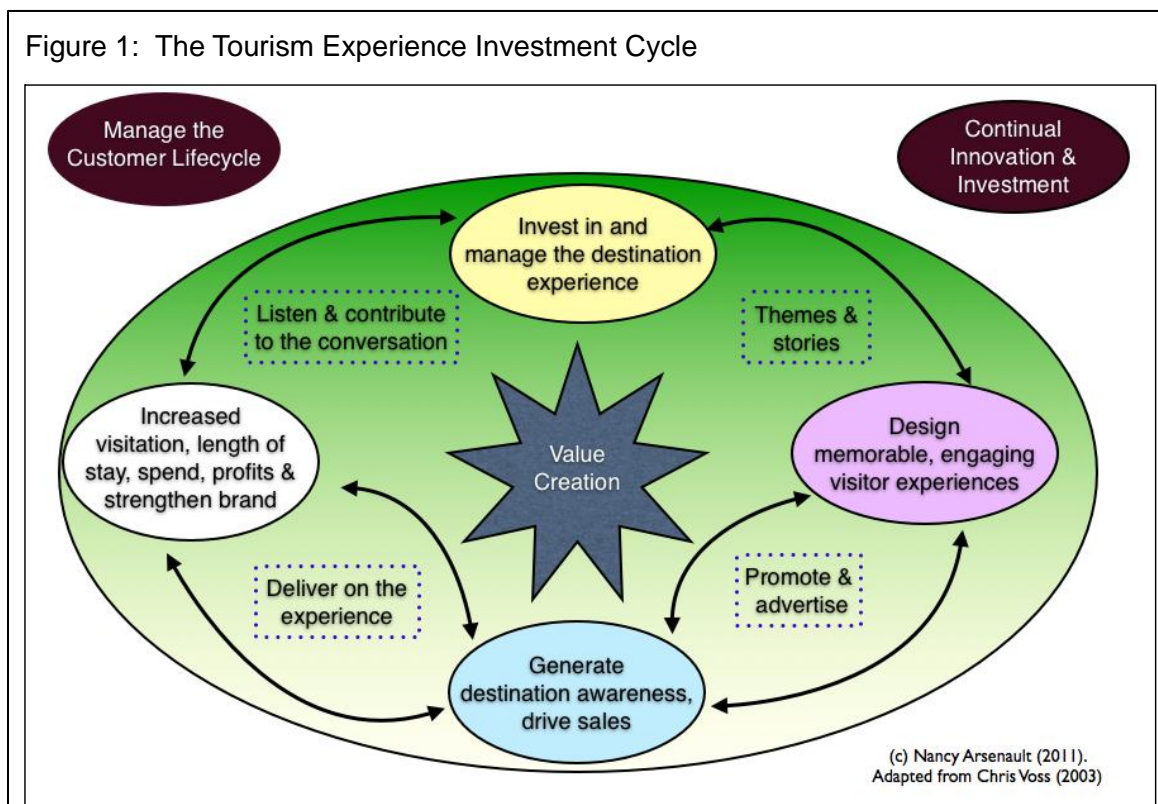 Figure 1:  The Tourism Experience Investment Cycle
Manage the
Customer Lifecycle
Continual
Innovation &
Investment
Invest in and
manage the destination
experience
Listen & contribute
to the conversation
Themes &
stories
Increased
visitation, length of
stay, spend, profits &
strengthen brand
Value
Creation
Design
memorable, engaging
visitor experiences
Deliver on the
experience
Promote &
advertise
Generate
destination awareness,
drive sales
(c) Nancy Arsenault (2011).
Adapted from Chris Voss (2003)